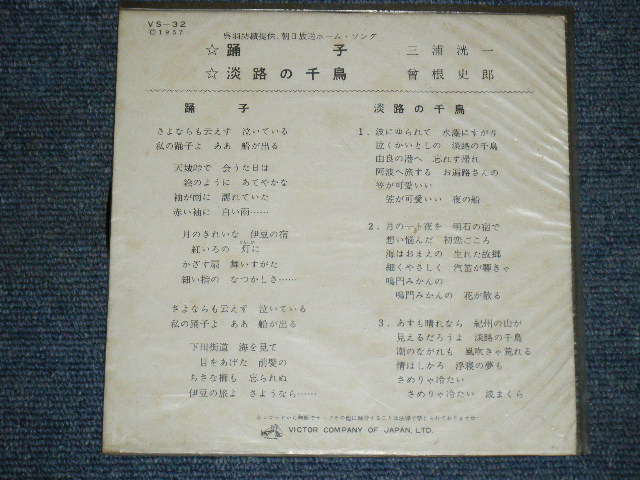 VS-32
©1957
呉羽紡績提供、朝日放送ホーム・ソング
☆踊子 三浦洸一
☆淡路の千鳥 曾根史郎
踊子
さよならも云えず 泣いている
私の踊子よ ああ 船が出る
天城峠で 会うた日は
絵のように あでやかな
袖が雨に 濡れていた
赤い袖に 白い雨……
月のきれいな 伊豆の宿
紅いろの 灯に
かざす扇 舞いすがた
細い指の なつかしさ……
さよならも云えず 泣いている
私の踊子よ ああ 船が出る
下田街道 海を見て
目をあげた 前髪の
ちさな櫛も 忘られぬ
伊豆の旅よ さようなら……
淡路の千鳥
1. 波にゆられて 水藻にすがり
泣くかいとしの 淡路の千鳥
由良の港へ 忘れず帰れ
阿波へ旅する お遍路さんの
笠が可愛いい
笠が可愛いい 夜の船
2. 月の一ト夜を 明石の宿で
想い悩んだ 初恋ごころ
海はおまえの 生れた故郷
細くやさしく 汽笛が響きゃ
鳴門みかんの
鳴門みかんの 花が散る
3. あすも晴れなら 紀州の山が
見えるだろうよ 淡路の千鳥
潮のながれも 風吹きゃ荒れる
情はしかろ 浮寝の夢も
さめりゃ冷たい
さめりゃ冷たい 波まくら
VICTOR COMPANY OF JAPAN, LTD.